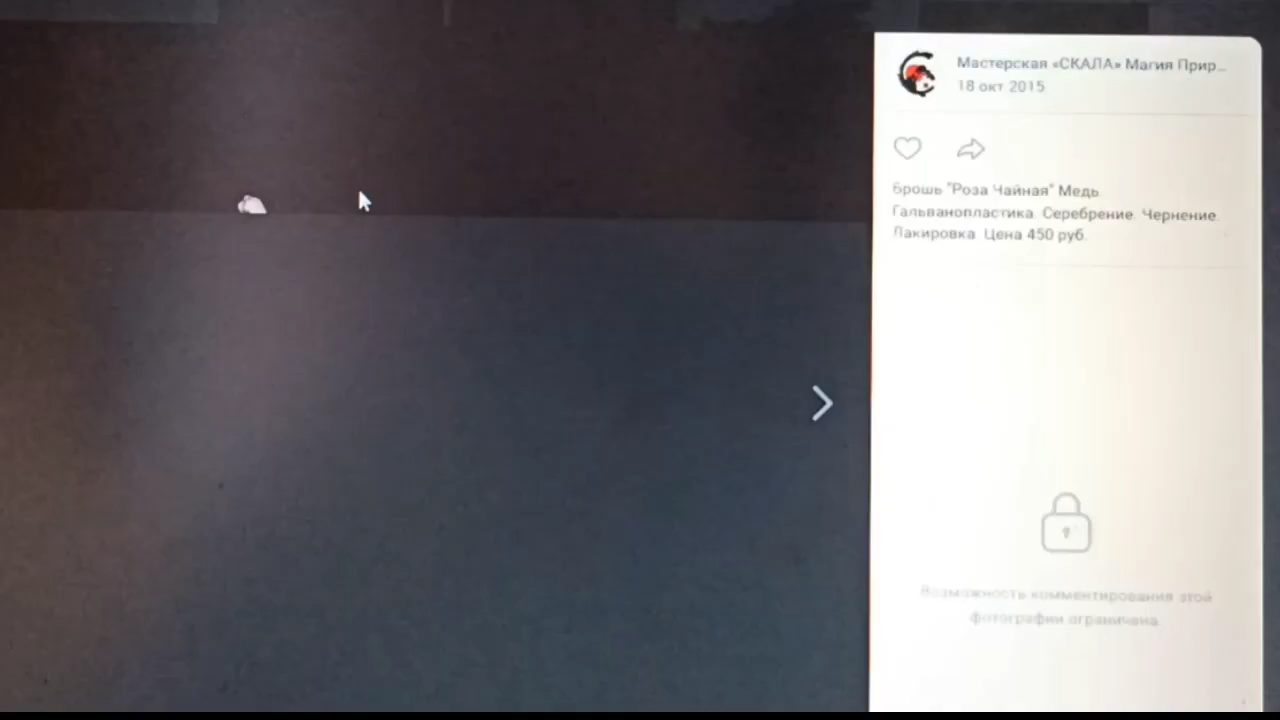 Мастерская «СКАЛА» Магия Прир...
18 окт 2015
Брошь "Роза Чайная" Медь.
Гальванопластика. Серебрение. Чернение.
Лакировка. Цена 450 руб.
Возможность комментирования этой
фотографии ограничена.